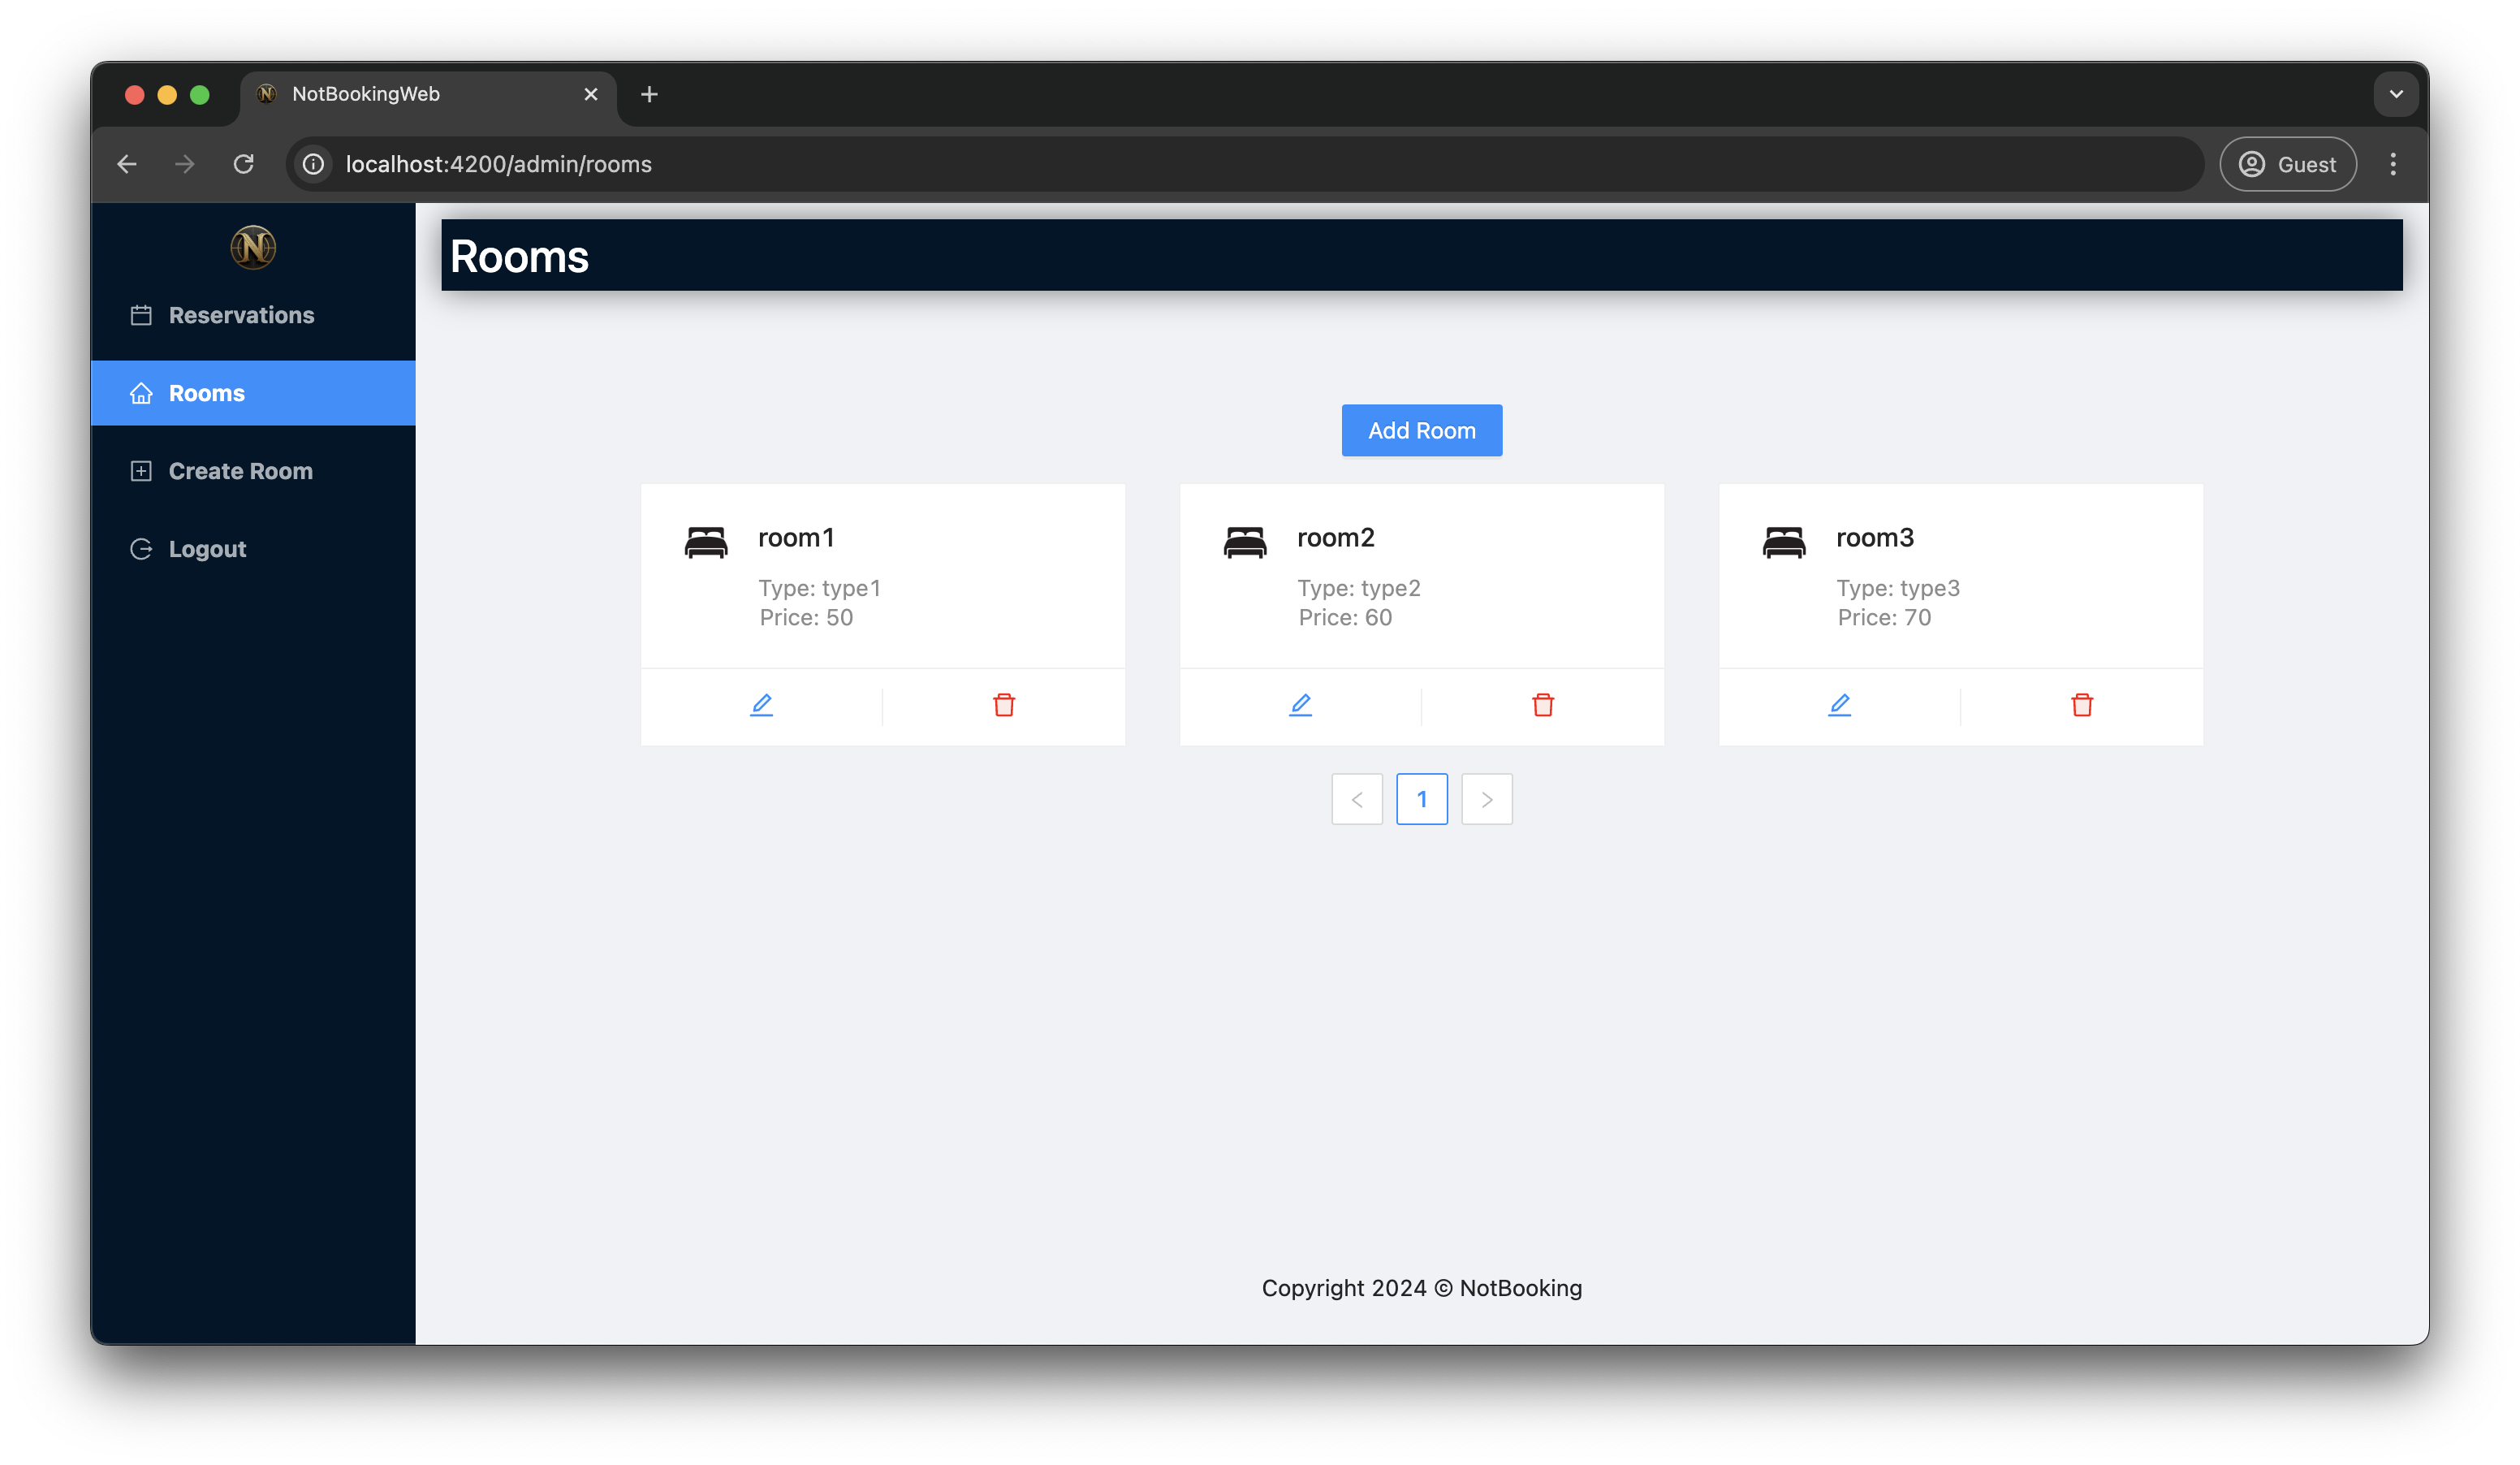 NotBookingWeb
localhost:4200/admin/rooms
Guest
N
Reservations
Rooms
Create Room
Logout
Rooms
Add Room
room1
Type: type1
Price: 50
room2
Type: type2
Price: 60
room3
Type: type3
Price: 70
< 1 >
Copyright 2024 © NotBooking